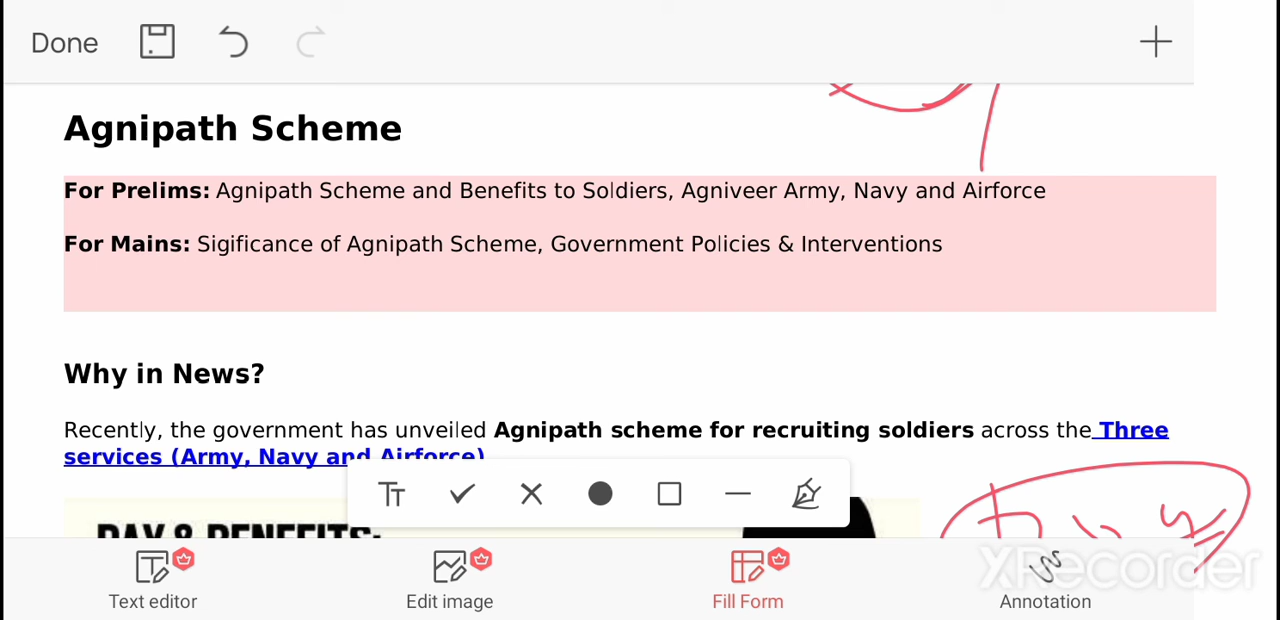 Done
Agnipath Scheme
For Prelims: Agnipath Scheme and Benefits to Soldiers, Agniveer Army, Navy and Airforce
For Mains: Sigificance of Agnipath Scheme, Government Policies & Interventions
Why in News?
Recently, the government has unveiled Agnipath scheme for recruiting soldiers across the Three
services (Army, Navy and Airforce)
PAY & BENEFITS:
Text editor
Edit image
Fill Form
Annotation
XRecorder